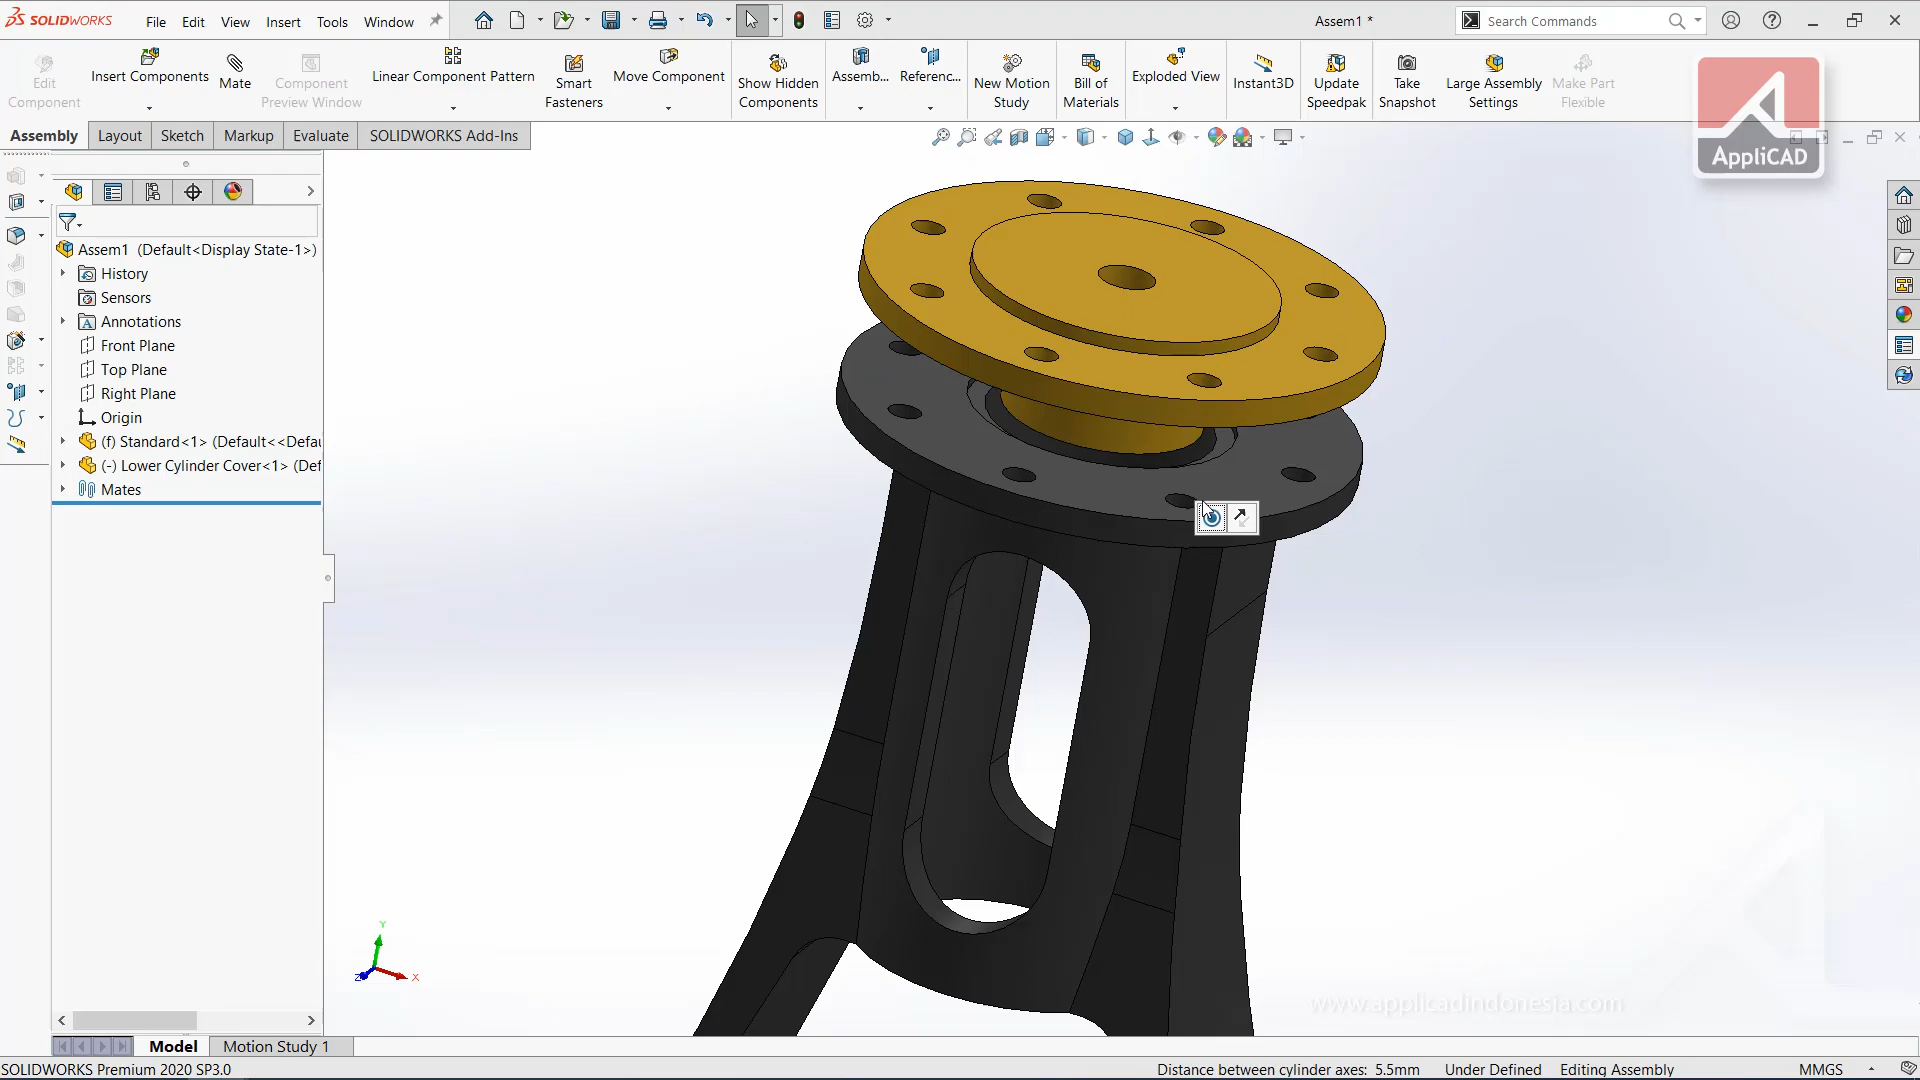 SOLIDWORKS File Edit View Insert Tools Window Assem1 * Search Commands
Edit Component
Insert Components
Mate
Component Preview Window
Linear Component Pattern
Smart Fasteners
Move Component
Show Hidden Components
Assemb...
Referenc...
New Motion Study
Bill of Materials
Exploded View
Instant3D
Update Speedpak
Take Snapshot
Large Assembly Settings
Make Part Flexible
AppliCAD
Assembly Layout Sketch Markup Evaluate SOLIDWORKS Add-Ins
Assem1 (Default<Display State-1>)
History
Sensors
Annotations
Front Plane
Top Plane
Right Plane
Origin
(f) Standard<1> (Default<<Defau
(-) Lower Cylinder Cover<1> (Def
Mates
Y
Z
X
www.applicadindonesia.com
Model Motion Study 1
SOLIDWORKS Premium 2020 SP3.0 Distance between cylinder axes: 5.5mm Under Defined Editing Assembly MMGS